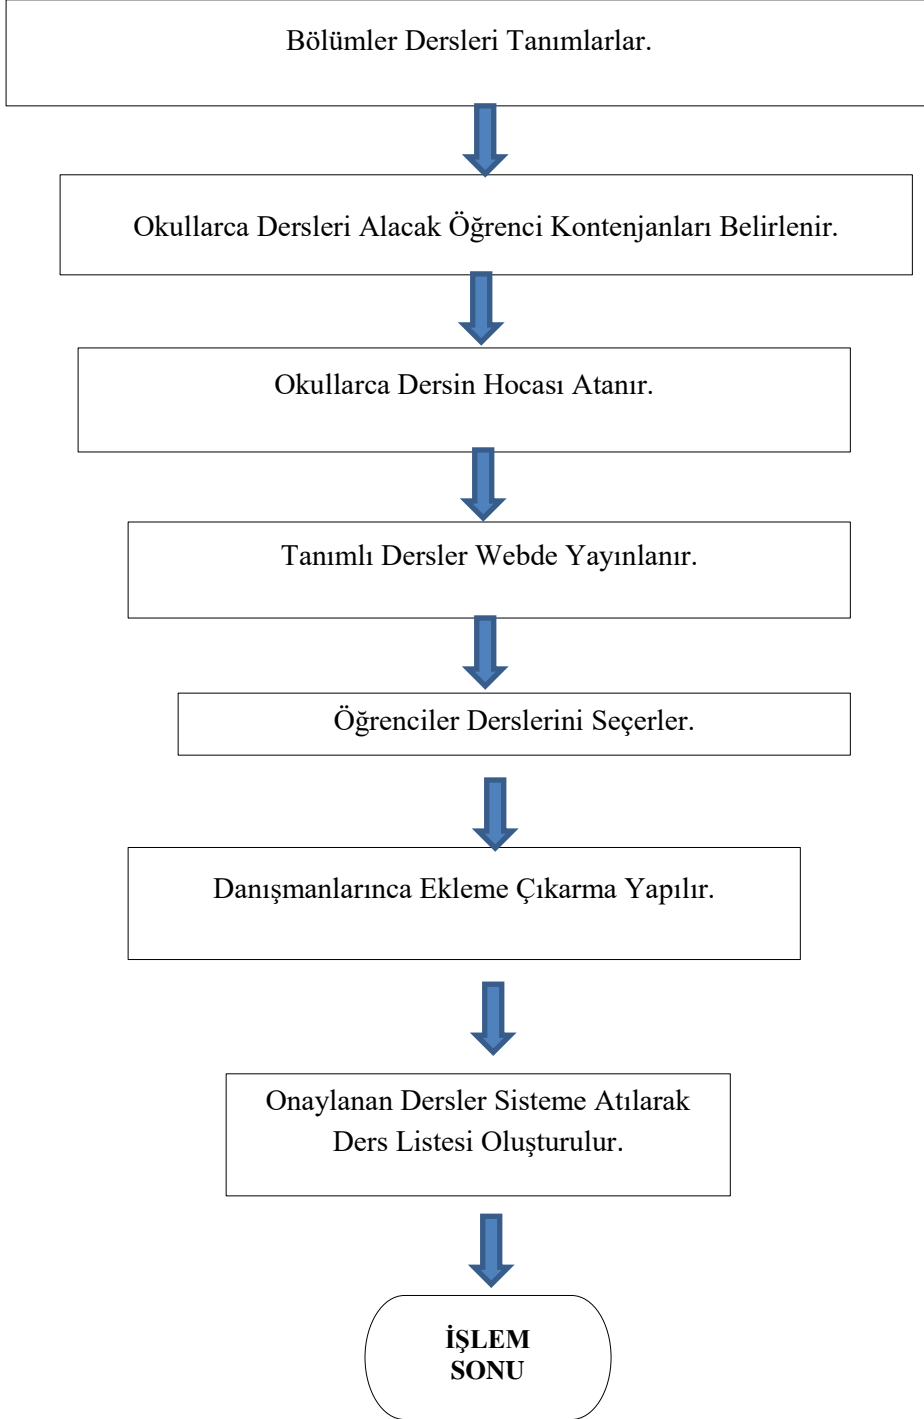 Bölümler Dersleri Tanımlarlar.
Okullarca Dersleri Alacak Öğrenci Kontenjanları Belirlenir.
Okullarca Dersin Hocası Atanır.
Tanımlı Dersler Webde Yayınlanır.
Öğrenciler Derslerini Seçerler.
Danışmanlarınca Ekleme Çıkarma Yapılır.
Onaylanan Dersler Sisteme Atılarak
Ders Listesi Oluşturulur.
İŞLEM
SONU